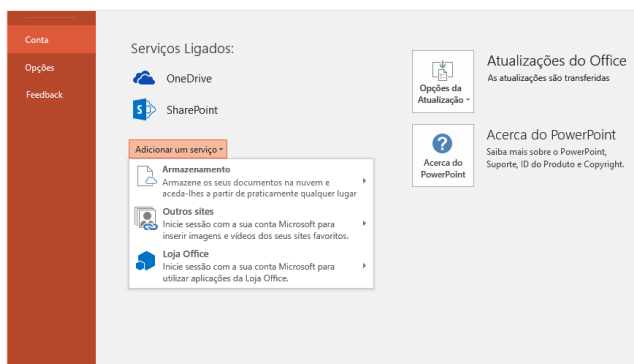 Conta
Opções
Feedback
Serviços Ligados:
OneDrive
SharePoint
Adicionar um serviço
Armazenamento
Armazene os seus documentos na nuvem e
aceda-lhes a partir de praticamente qualquer lugar
Outros sites
Inicie sessão com a sua conta Microsoft para
inserir imagens e vídeos dos seus sites favoritos.
Loja Office
Inicie sessão com a sua conta Microsoft para
utilizar aplicações da Loja Office.
Opções da
Atualização
Atualizações do Office
As atualizações são transferidas
Acerca do
PowerPoint
Acerca do PowerPoint
Saiba mais sobre o PowerPoint,
Suporte, ID do Produto e Copyright.